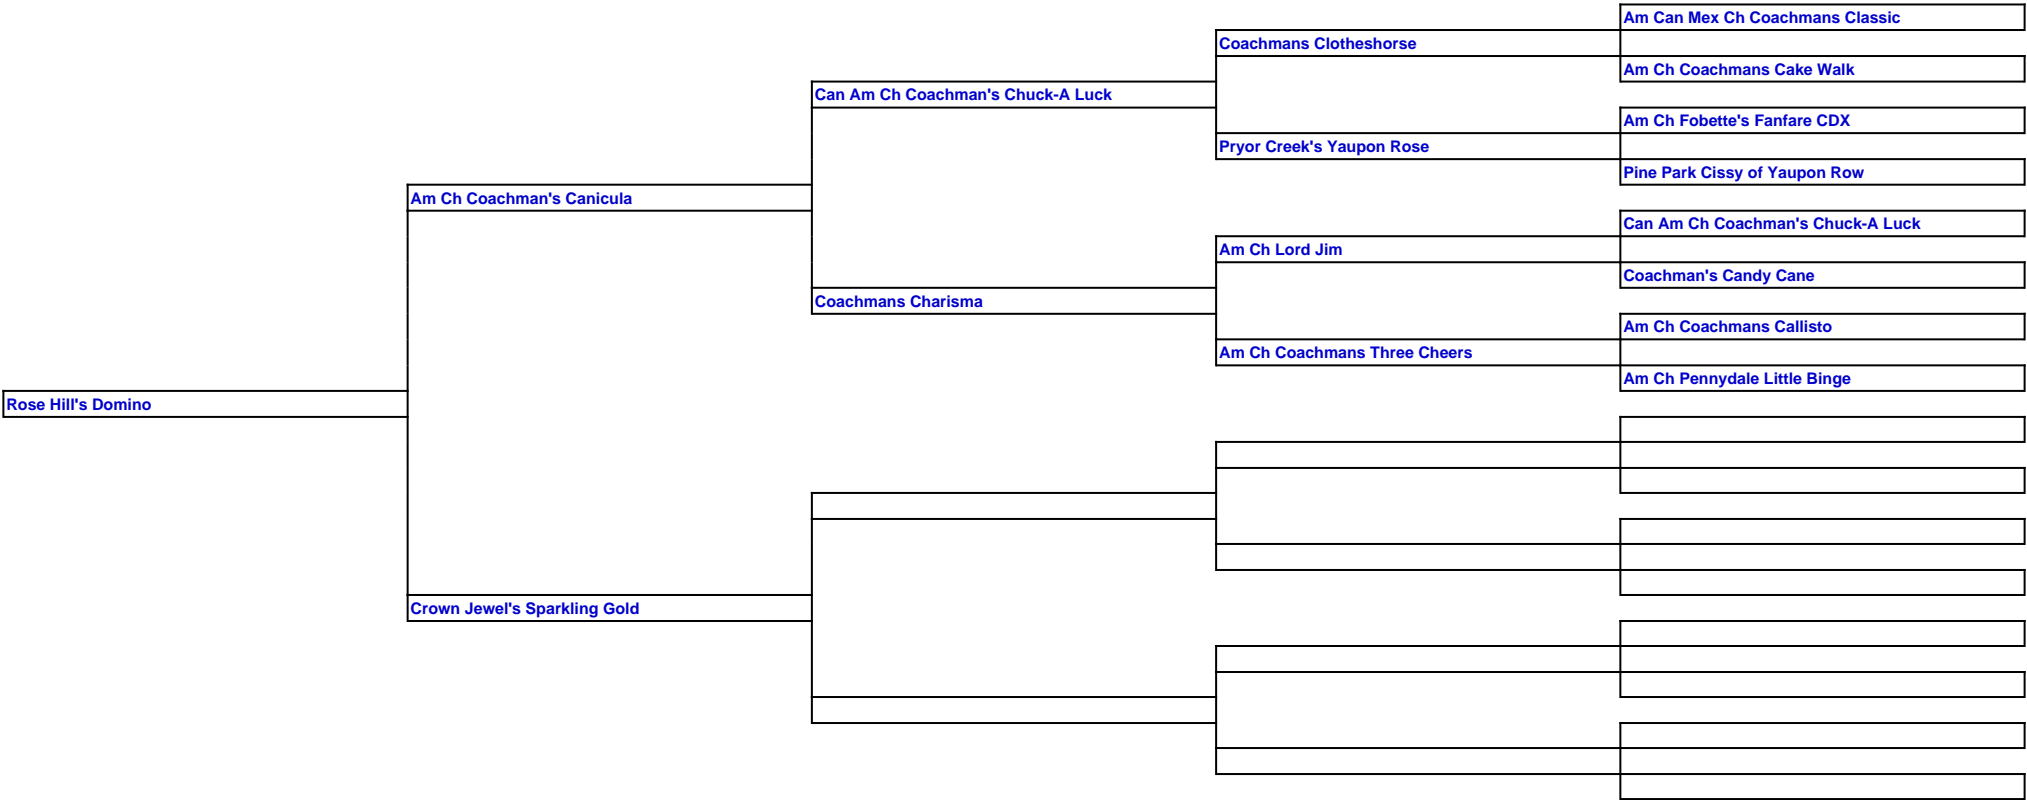 Am Can Mex Ch Coachmans Classic
Coachmans Clotheshorse
Am Ch Coachmans Cake Walk
Can Am Ch Coachman's Chuck-A Luck
Am Ch Fobette's Fanfare CDX
Pryor Creek's Yaupon Rose
Pine Park Cissy of Yaupon Row
Am Ch Coachman's Canicula
Can Am Ch Coachman's Chuck-A Luck
Am Ch Lord Jim
Coachman's Candy Cane
Coachmans Charisma
Am Ch Coachmans Callisto
Am Ch Coachmans Three Cheers
Am Ch Pennydale Little Binge
Rose Hill's Domino
Crown Jewel's Sparkling Gold